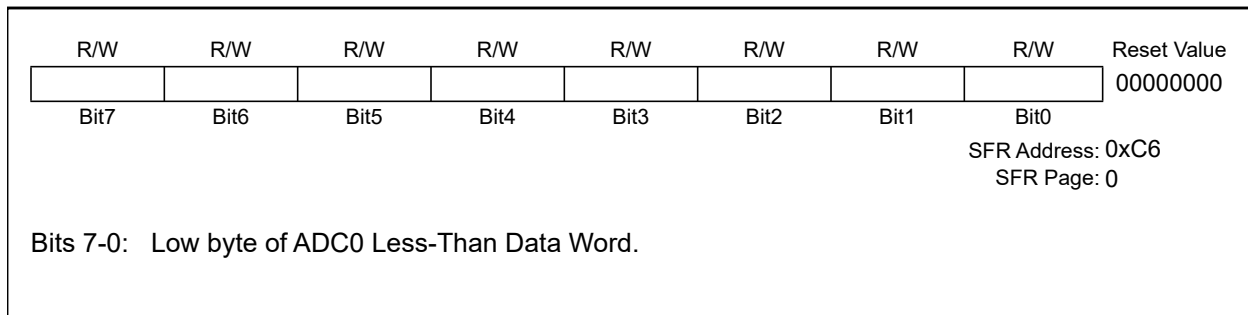 R/W R/W R/W R/W R/W R/W R/W R/W Reset Value
00000000
Bit7 Bit6 Bit5 Bit4 Bit3 Bit2 Bit1 Bit0
SFR Address: 0xC6
SFR Page: 0
Bits 7-0: Low byte of ADC0 Less-Than Data Word.